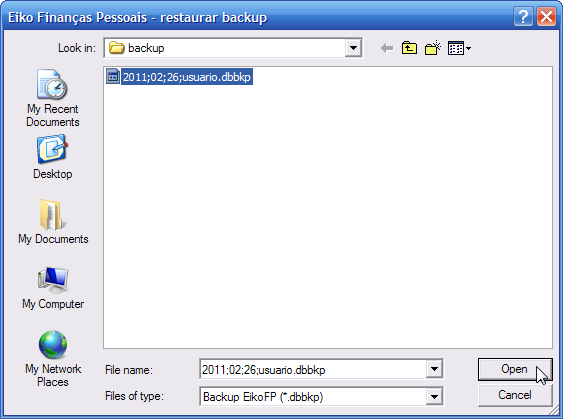 Eiko Finanças Pessoais - restaurar backup
Look in:
backup
2011;02;26;usuario.dbbkp
My Recent
Documents
Desktop
My Documents
My Computer
My Network
Places
File name:
2011;02;26;usuario.dbbkp
Open
Files of type:
Backup EikoFP (*.dbbkp)
Cancel